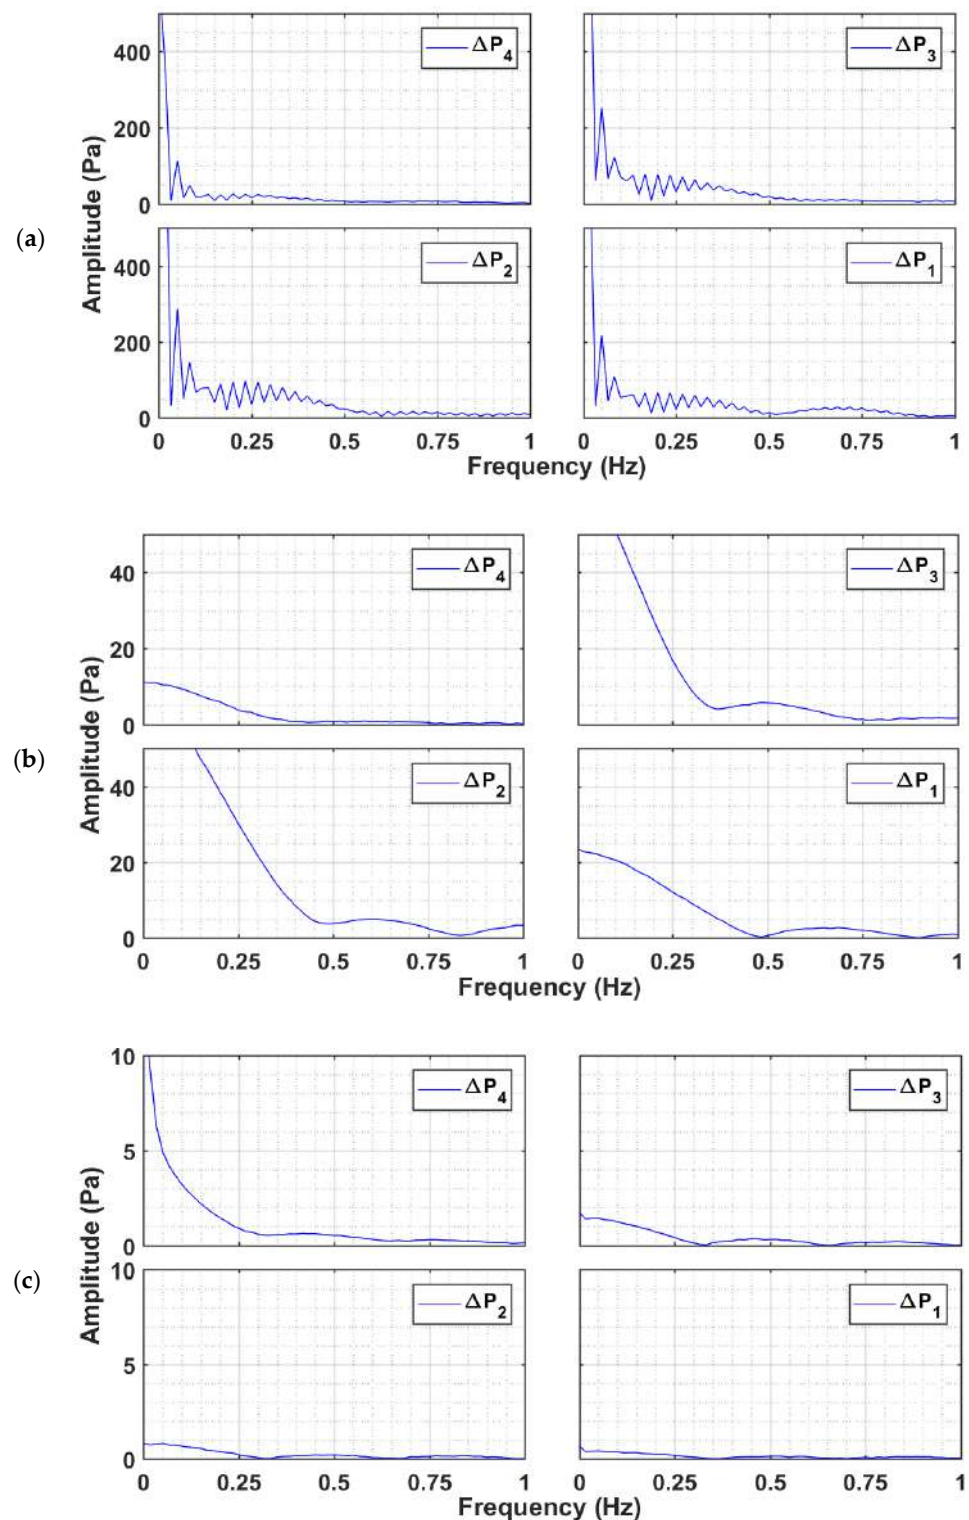 ΔP4
ΔP3
400
200
0
ΔP2
ΔP1
400
200
0
0 0.25 0.5 0.75 1
0 0.25 0.5 0.75 1
Amplitude (Pa)
Frequency (Hz)
(a)
ΔP4
ΔP3
40
20
0
ΔP2
ΔP1
40
20
0
0 0.25 0.5 0.75 1
0 0.25 0.5 0.75 1
Amplitude (Pa)
Frequency (Hz)
(b)
10
ΔP4
ΔP3
5
0
10
ΔP2
ΔP1
5
0
0 0.25 0.5 0.75 1
0 0.25 0.5 0.75 1
Amplitude (Pa)
Frequency (Hz)
(c)